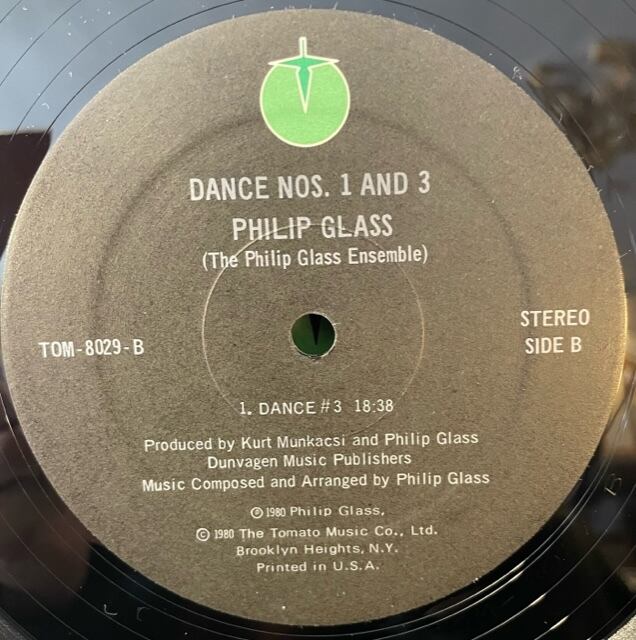 DANCE NOS. 1 AND 3
PHILIP GLASS
(The Philip Glass Ensemble)
TOM-8029-B
STEREO
SIDE B
1. DANCE #3 18:38
Produced by Kurt Munkacsi and Philip Glass
Dunvagen Music Publishers
Music Composed and Arranged by Philip Glass
℗ 1980 Philip Glass,
© 1980 The Tomato Music Co., Ltd.
Brooklyn Heights, N.Y.
Printed in U.S.A.